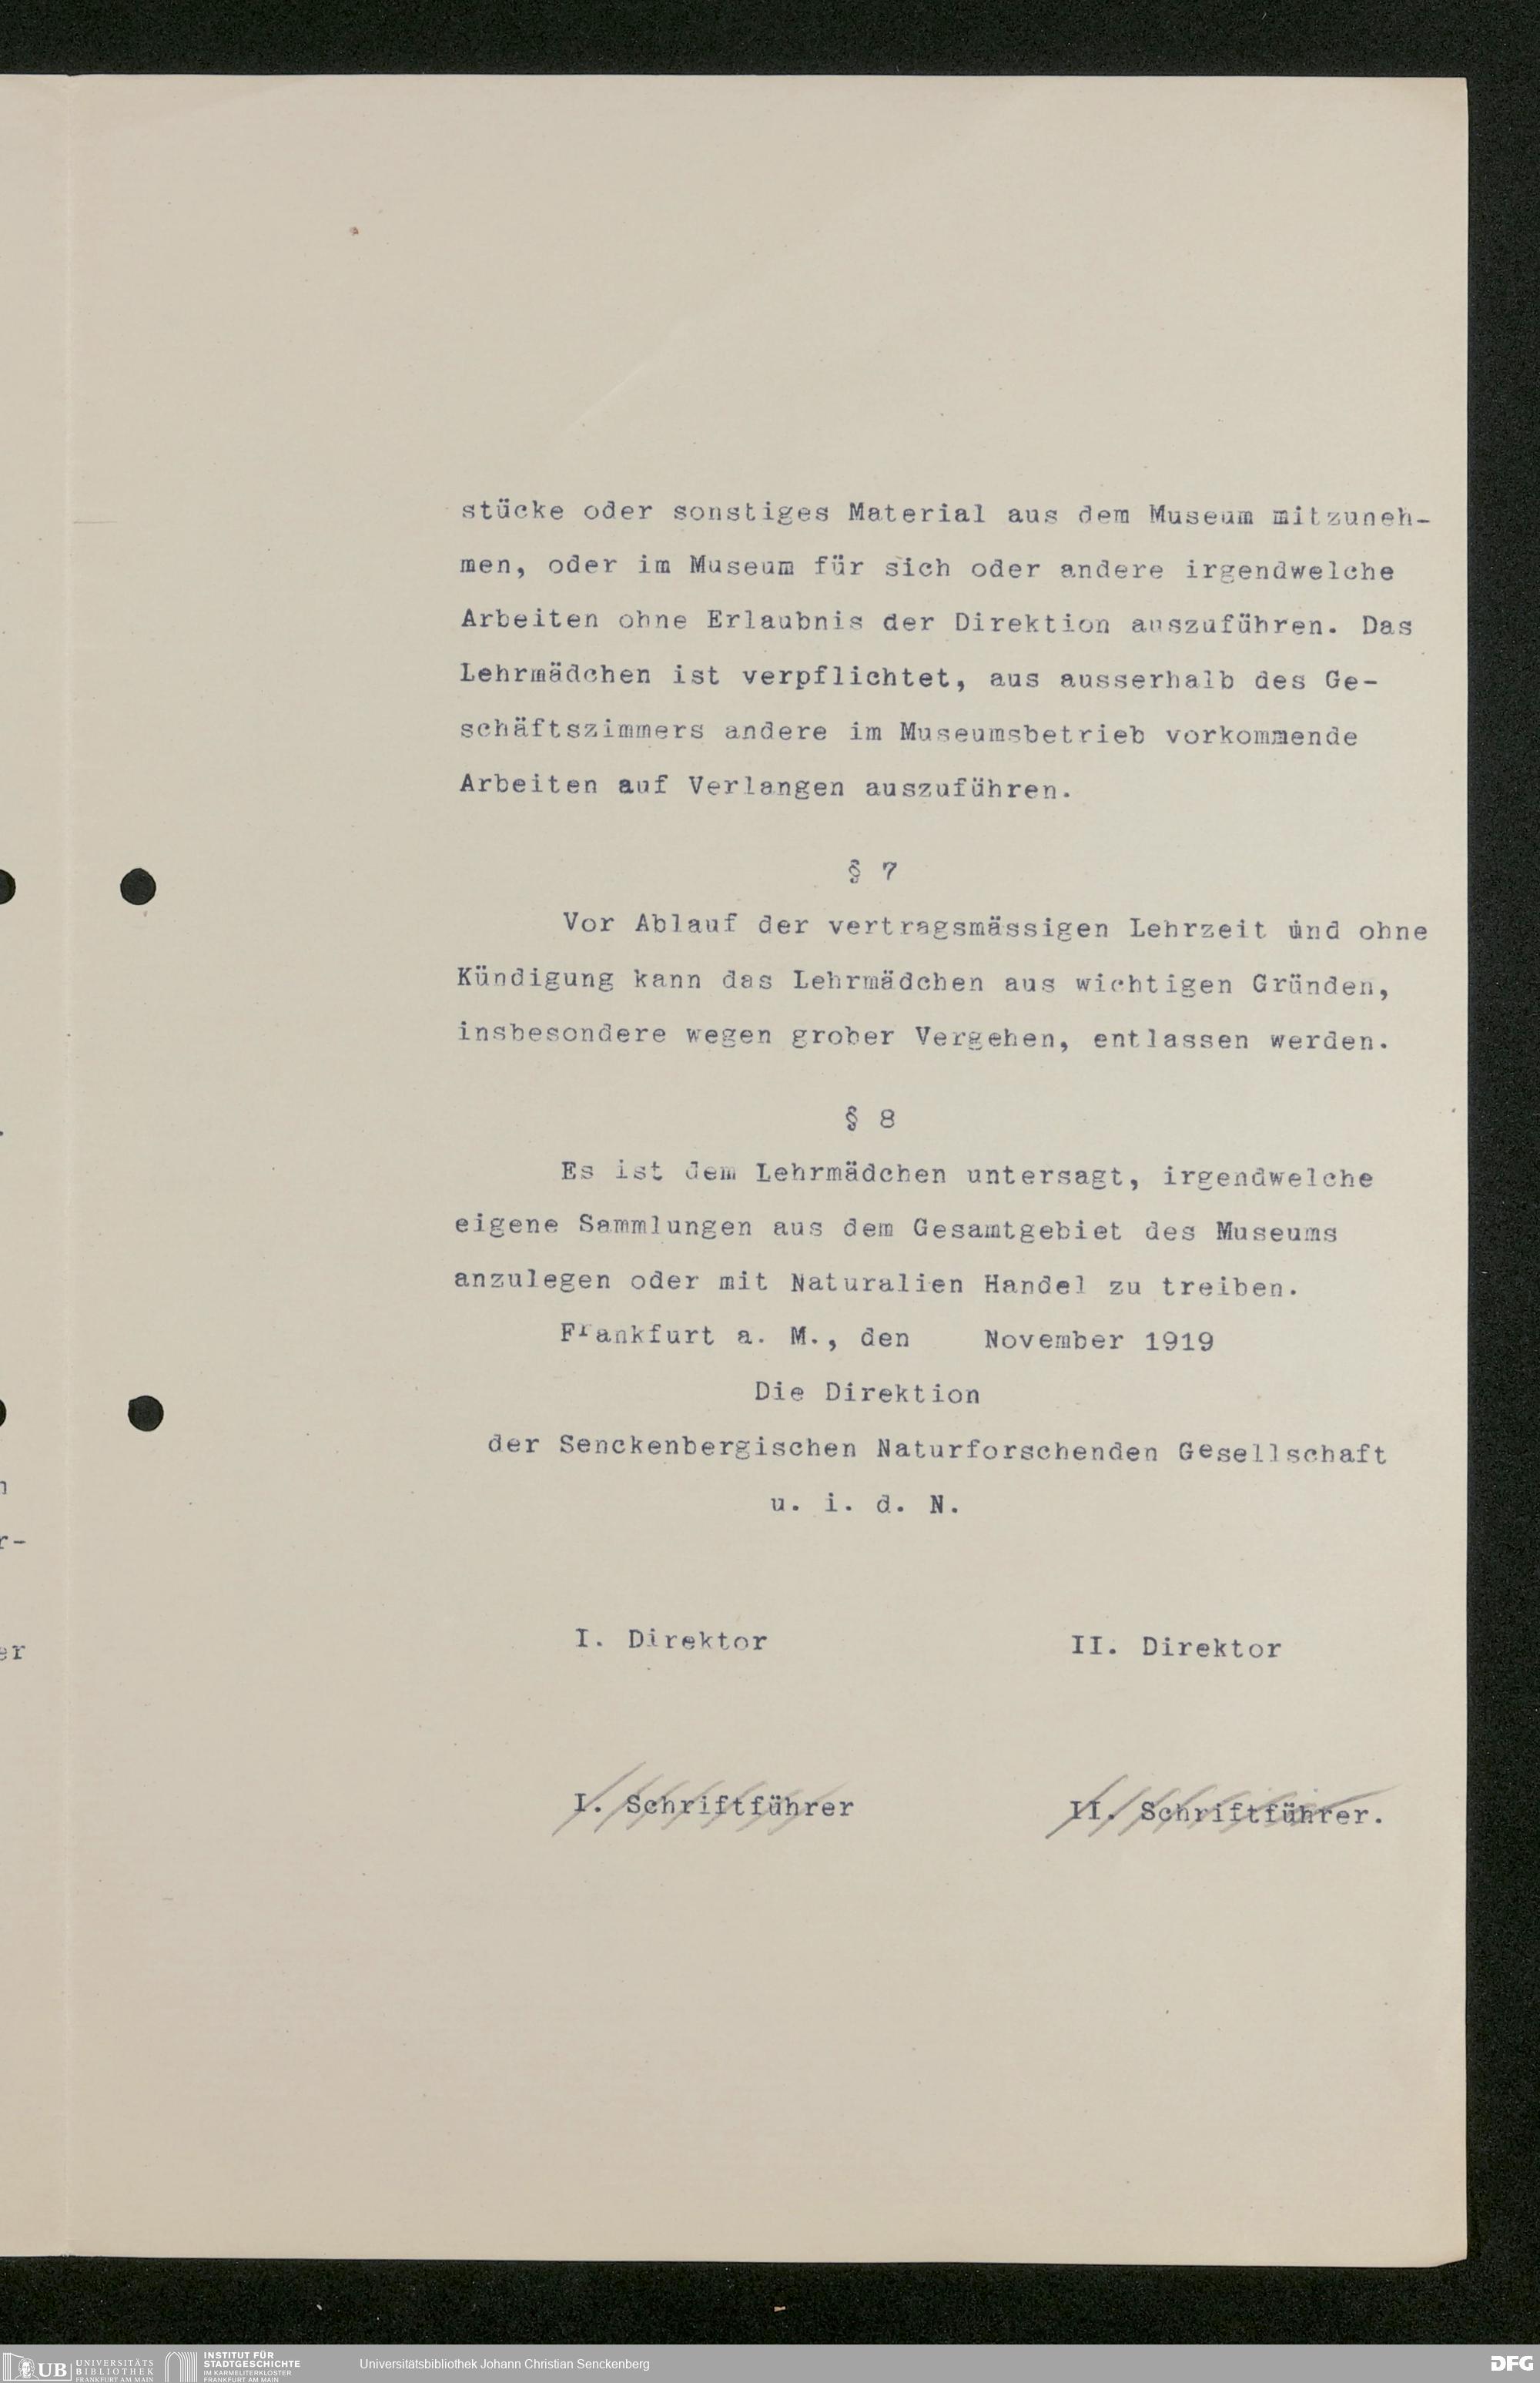 stücke oder sonstiges Material aus dem Museum mitzuneh-
men, oder im Museum für sich oder andere irgendwelche
Arbeiten ohne Erlaubnis der Direktion auszuführen. Das
Lehrmädchen ist verpflichtet, aus ausserhalb des Ge-
schäftszimmers andere im Museumsbetrieb vorkommende
Arbeiten auf Verlangen auszuführen.
§ 7
Vor Ablauf der vertragsmässigen Lehrzeit und ohne
Kündigung kann das Lehrmädchen aus wichtigen Gründen,
insbesondere wegen grober Vergehen, entlassen werden.
§ 8
Es ist dem Lehrmädchen untersagt, irgendwelche
eigene Sammlungen aus dem Gesamtgebiet des Museums
anzulegen oder mit Naturalien Handel zu treiben.
Frankfurt a. M., den November 1919
Die Direktion
der Senckenbergischen Naturforschenden Gesellschaft
u. i. d. N.
I. Direktor II. Direktor
I. Schriftführer II. Schriftführer.
r-
er
UB UNIVERSITÄTS BIBLIOTHEK FRANKFURT AM MAIN
INSTITUT FÜR STADTGESCHICHTE IM KARMELITERKLOSTER FRANKFURT AM MAIN
Universitätsbibliothek Johann Christian Senckenberg
DFG